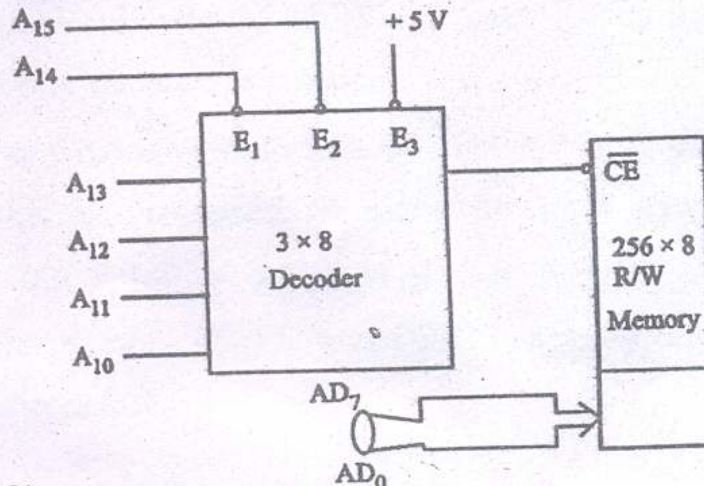 A15
+ 5 V
A14
E1 E2 E3
A13
CE
A12
3 × 8
256 × 8
Decoder
R/W
A11
Memory
A10
AD7
AD0